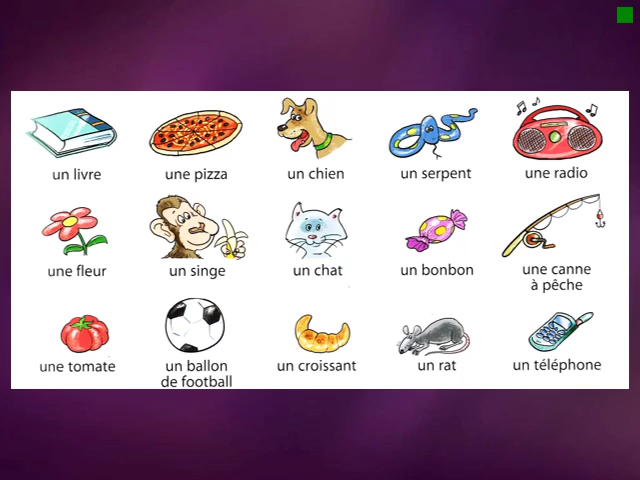 un livre
une pizza
un chien
un serpent
une radio
une fleur
un singe
un chat
un bonbon
une canne
à pêche
une tomate
un ballon
de football
un croissant
un rat
un téléphone